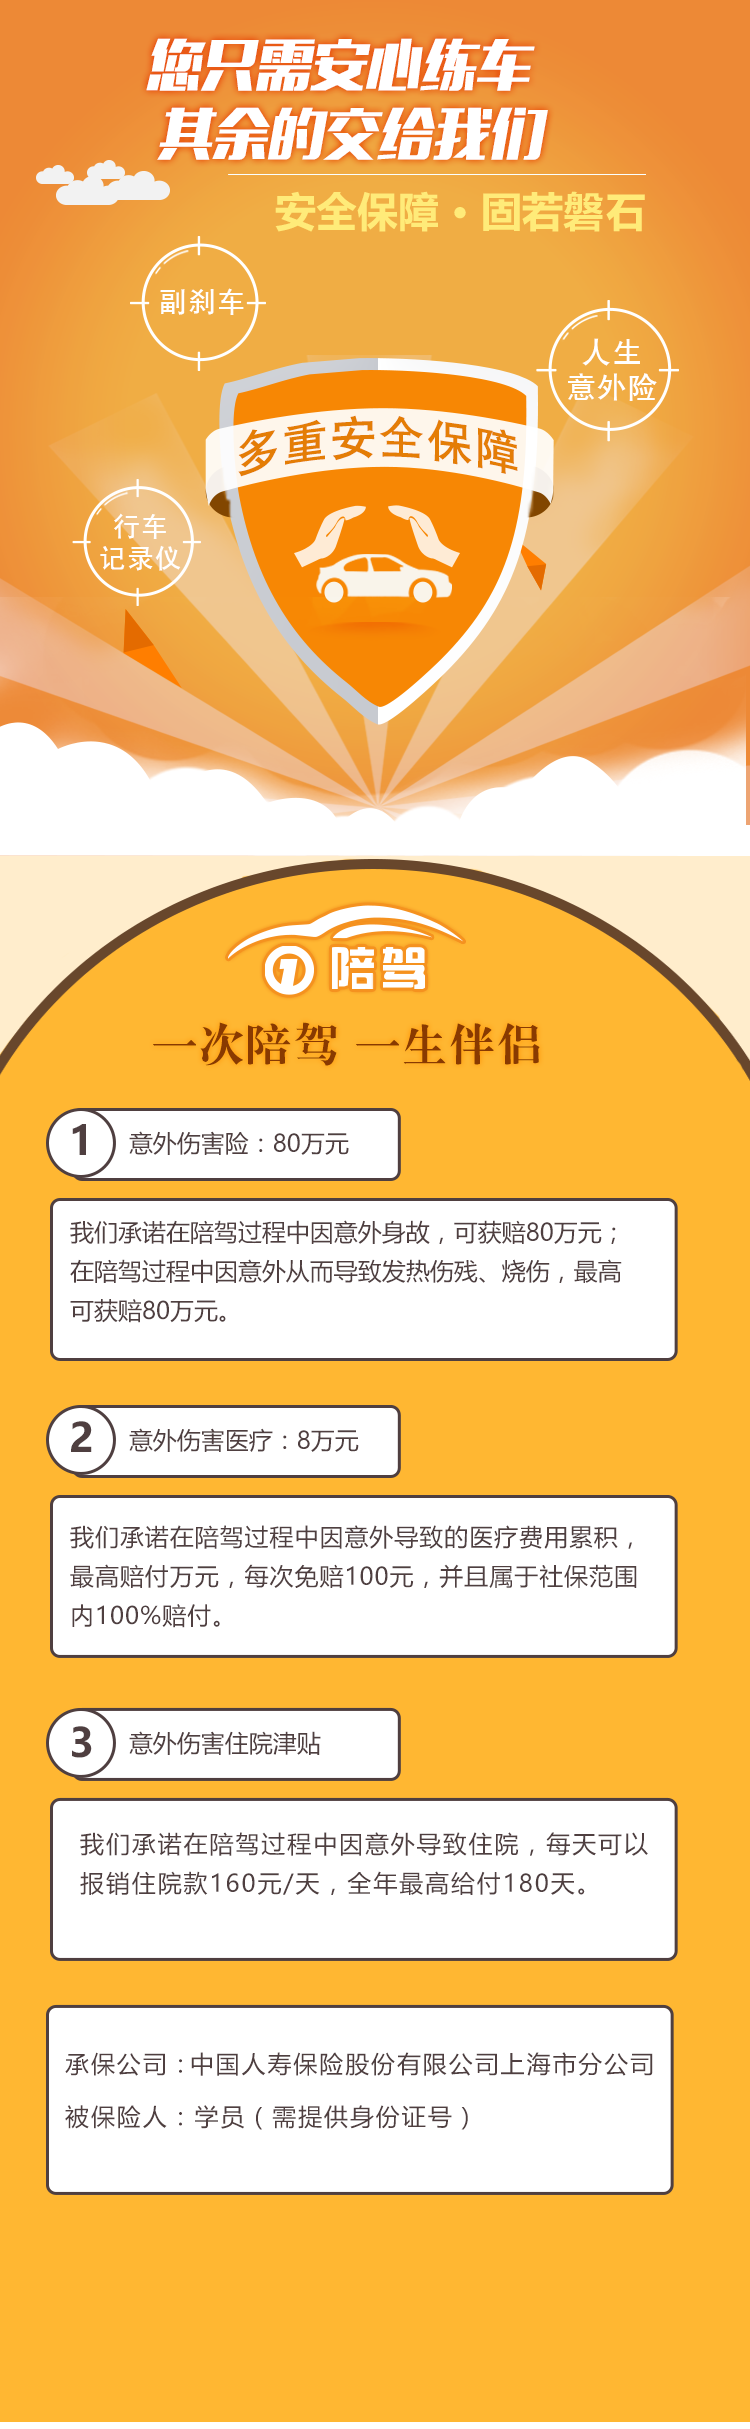 您只需安心练车
其余的交给我们
安全保障·固若磐石
副刹车
人生
意外险
多重安全保障
行车
记录仪
1 陪驾
一次陪驾 一生伴侣
1 意外伤害险：80万元
我们承诺在陪驾过程中因意外身故，可获赔80万元；
在陪驾过程中因意外从而导致发热伤残、烧伤，最高
可获赔80万元。
2 意外伤害医疗：8万元
我们承诺在陪驾过程中因意外导致的医疗费用累积，
最高赔付万元，每次免赔100元，并且属于社保范围
内100%赔付。
3 意外伤害住院津贴
我们承诺在陪驾过程中因意外导致住院，每天可以
报销住院款160元/天，全年最高给付180天。
承保公司：中国人寿保险股份有限公司上海市分公司
被保险人：学员（需提供身份证号）